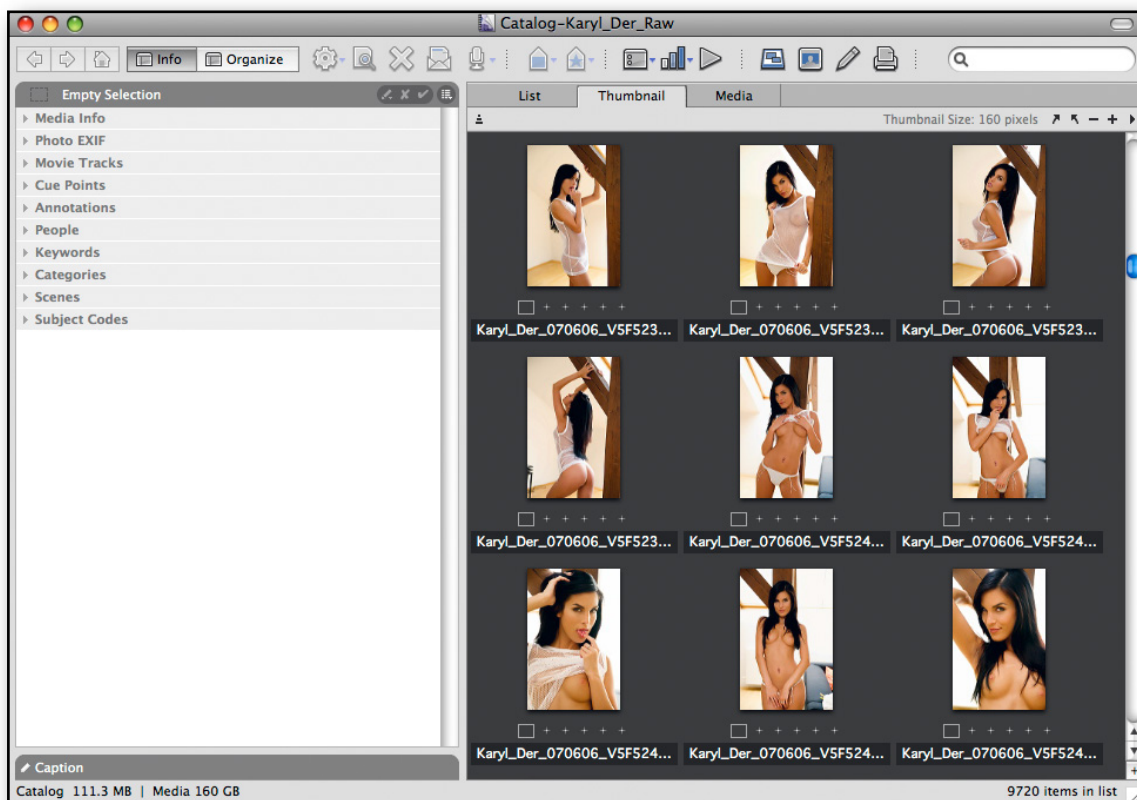 Catalog-Karyl_Der_Raw
Info
Organize
Empty Selection
Media Info
Photo EXIF
Movie Tracks
Cue Points
Annotations
People
Keywords
Categories
Scenes
Subject Codes
Caption
Catalog 111.3 MB | Media 160 GB
List Thumbnail Media
Thumbnail Size: 160 pixels
Karyl_Der_070606_V5F523... Karyl_Der_070606_V5F523... Karyl_Der_070606_V5F523...
Karyl_Der_070606_V5F523... Karyl_Der_070606_V5F524... Karyl_Der_070606_V5F524...
Karyl_Der_070606_V5F524... Karyl_Der_070606_V5F524... Karyl_Der_070606_V5F524...
9720 items in list